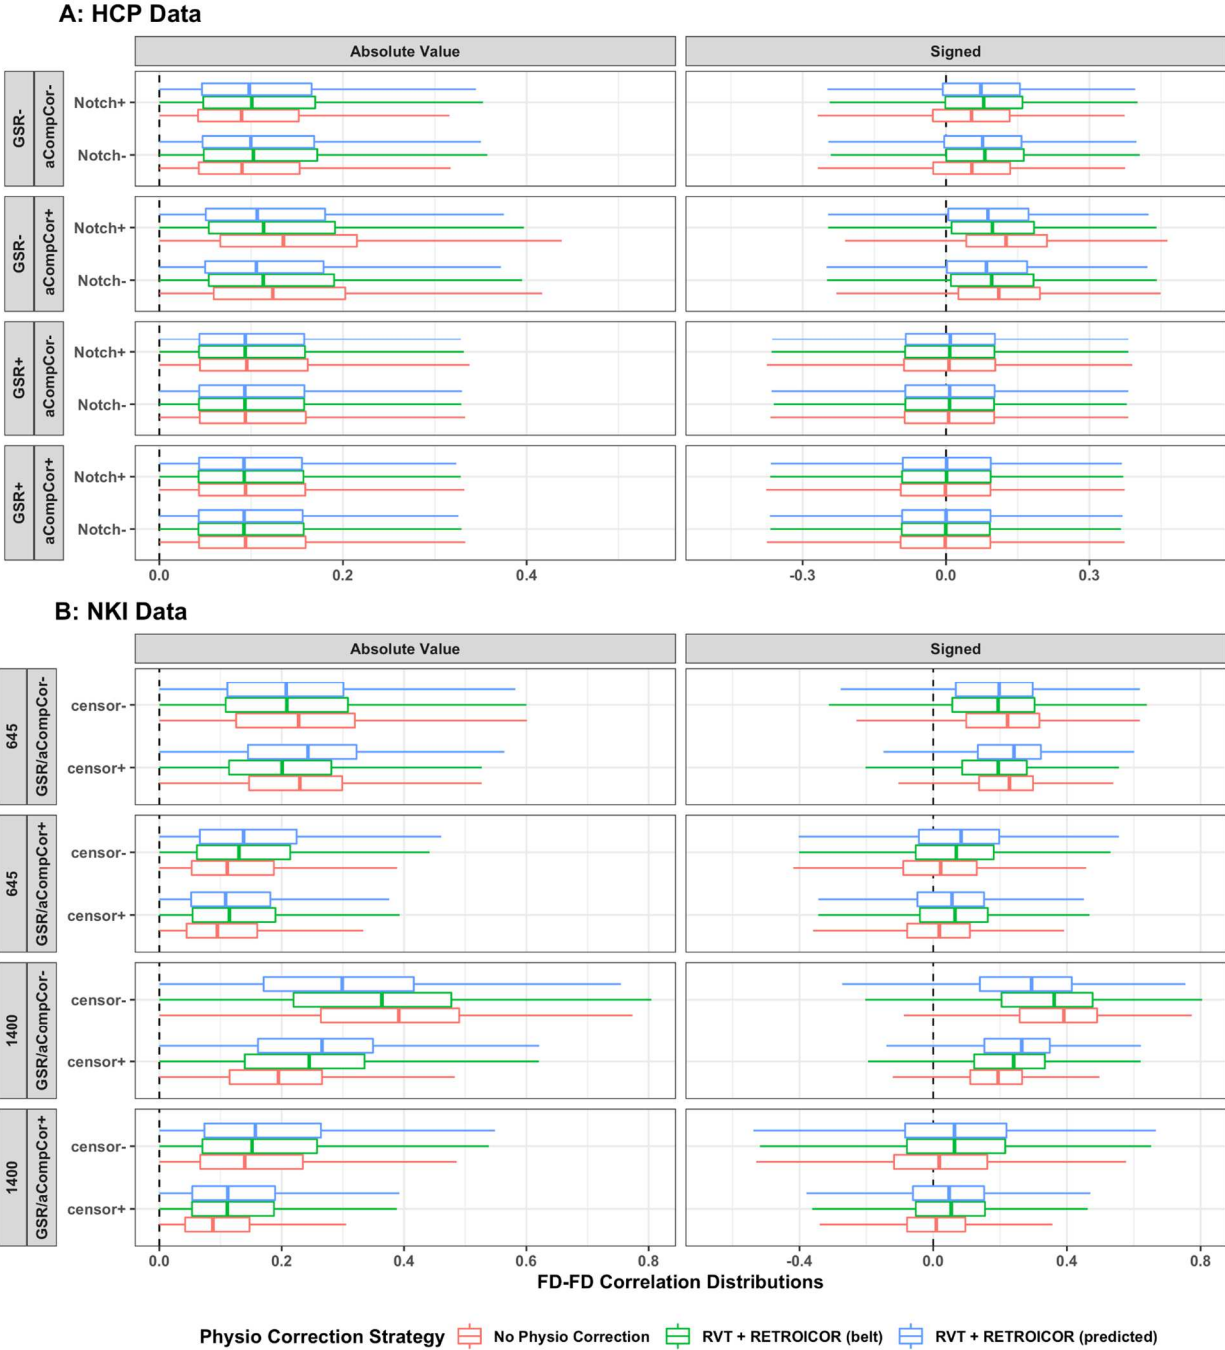 A: HCP Data
Absolute Value
Signed
GSR-
aCompCor-
Notch+
Notch-
GSR-
aCompCor+
Notch+
Notch-
GSR+
aCompCor-
Notch+
Notch-
GSR+
aCompCor+
Notch+
Notch-
0.0 0.2 0.4
-0.3 0.0 0.3
B: NKI Data
Absolute Value
Signed
645
GSR/aCompCor-
censor-
censor+
645
GSR/aCompCor+
censor-
censor+
1400
GSR/aCompCor-
censor-
censor+
1400
GSR/aCompCor+
censor-
censor+
0.0 0.2 0.4 0.6 0.8
-0.4 0.0 0.4 0.8
FD-FD Correlation Distributions
Physio Correction Strategy No Physio Correction RVT + RETROICOR (belt) RVT + RETROICOR (predicted)